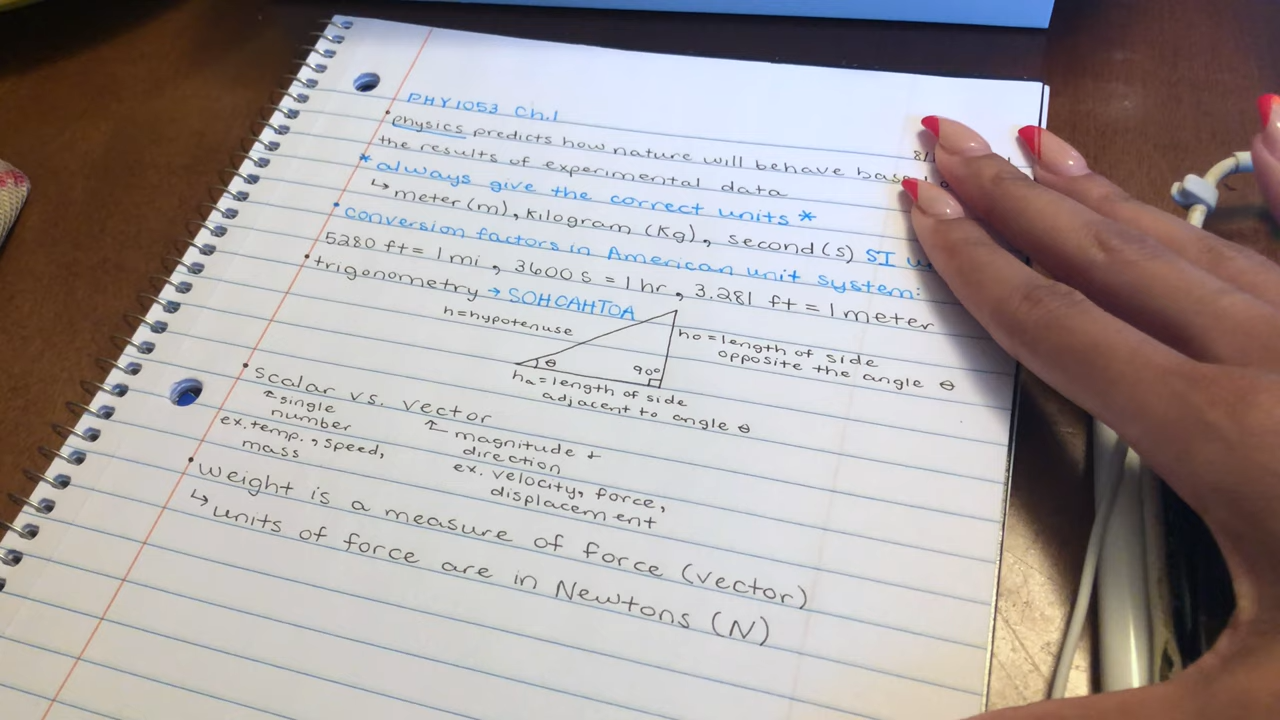 PHY1053 Ch.1
8/
• physics predicts how nature will behave
the results of experimental data
* always give the correct units *
↳ meter (m), kilogram (kg), second (s) SI
• conversion factors in American unit system:
5280 ft = 1 mi, 3600 s = 1 hr, 3.281 ft = 1 meter
• trigonometry → SOHCAHTOA
h = hypotenuse
ho = length of side
opposite the angle θ
θ
90°
ha = length of side
adjacent to angle θ
• scalar vs. vector
↑ single
number
ex. temp., speed,
mass
↑ magnitude +
direction
ex. velocity, force,
displacement
• weight is a measure of force (vector)
↳ units of force are in Newtons (N)